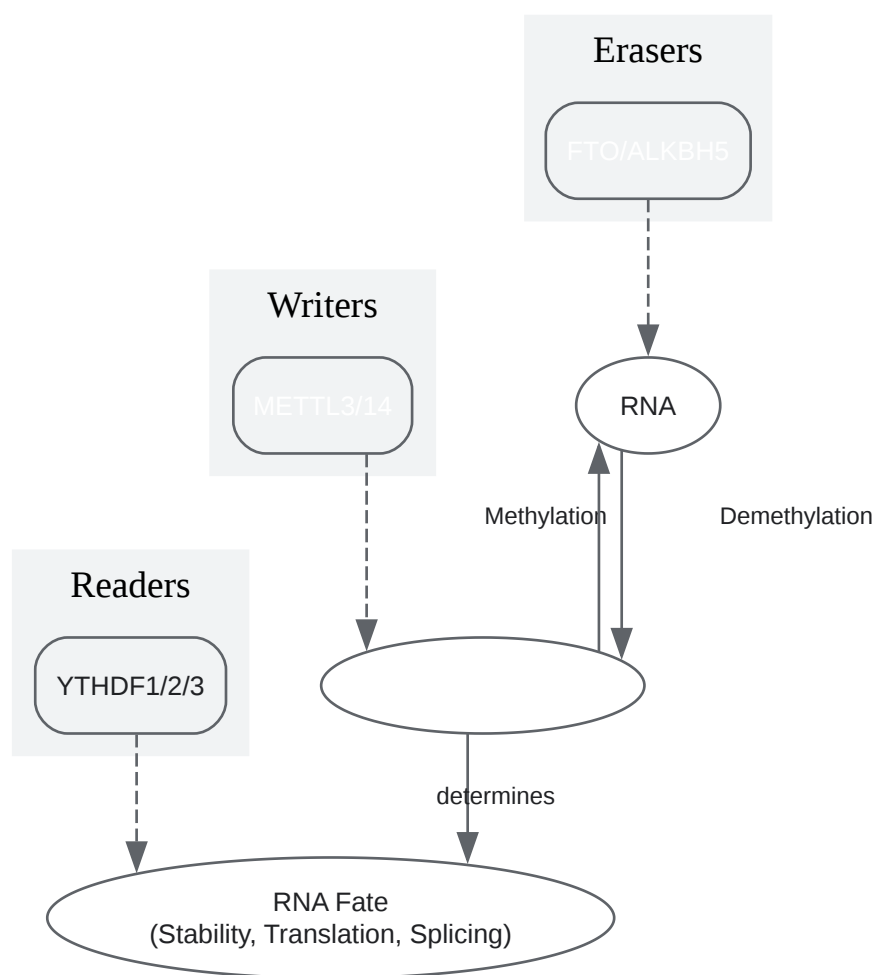 Erasers
FTO/ALKBH5
Writers
METTL3/14
RNA
Methylation
Demethylation
Readers
YTHDF1/2/3
determines
RNA Fate
(Stability, Translation, Splicing)